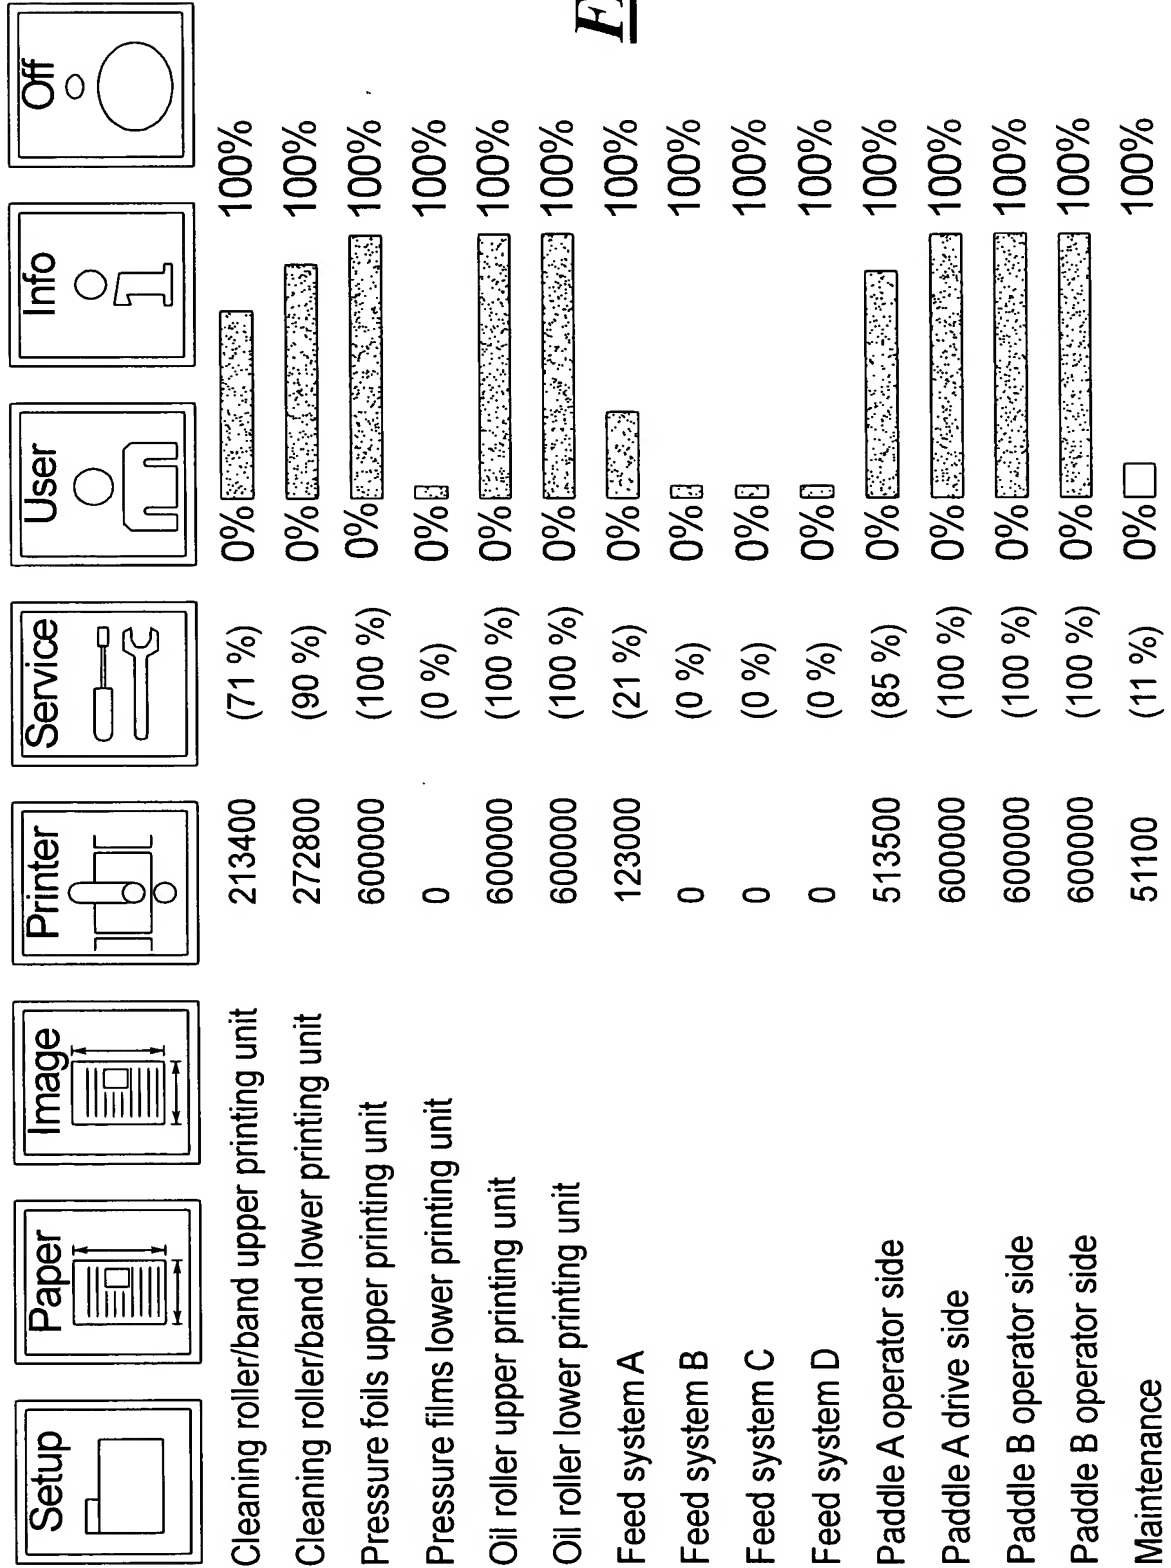 Setup Paper Image Printer Service User Info Off
Cleaning roller/band upper printing unit 213400 (71 %) 0% 100%
Cleaning roller/band lower printing unit 272800 (90 %) 0% 100%
Pressure foils upper printing unit 600000 (100 %) 0% 100%
Pressure films lower printing unit 0 (0 %) 0% 100%
Oil roller upper printing unit 600000 (100 %) 0% 100%
Oil roller lower printing unit 600000 (100 %) 0% 100%
Feed system A 123000 (21 %) 0% 100%
Feed system B 0 (0 %) 0% 100%
Feed system C 0 (0 %) 0% 100%
Feed system D 0 (0 %) 0% 100%
Paddle A operator side 513500 (85 %) 0% 100%
Paddle A drive side 600000 (100 %) 0% 100%
Paddle B operator side 600000 (100 %) 0% 100%
Paddle B operator side 600000 (100 %) 0% 100%
Maintenance 51100 (11 %) 0% 100%